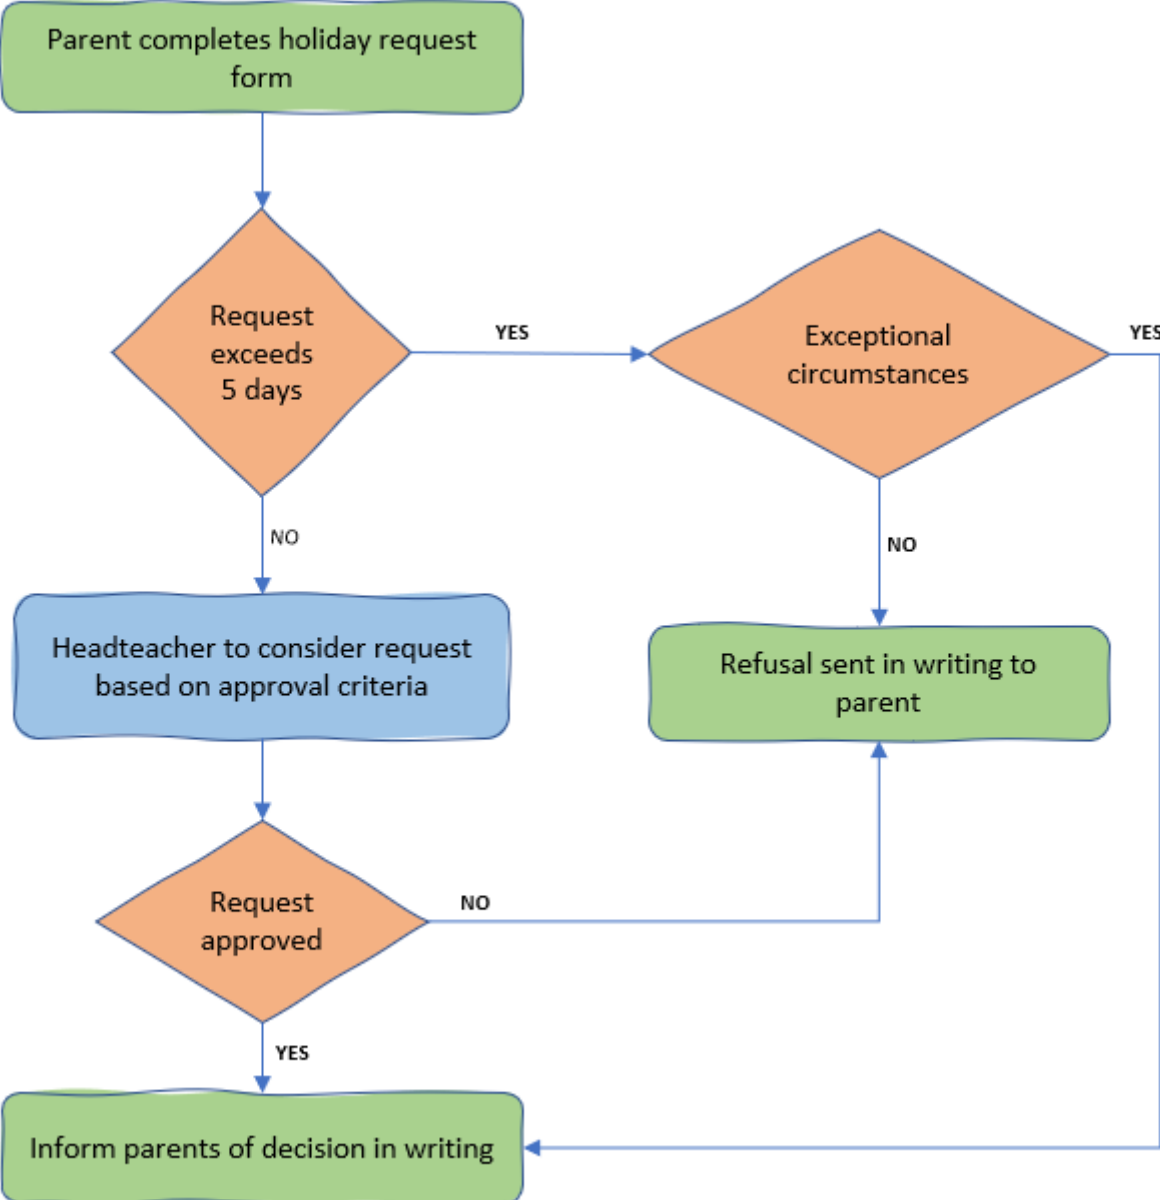 Parent completes holiday request
form
Request
exceeds
5 days
YES
Exceptional
circumstances
YES
NO
NO
Headteacher to consider request
based on approval criteria
Refusal sent in writing to
parent
Request
approved
NO
YES
Inform parents of decision in writing